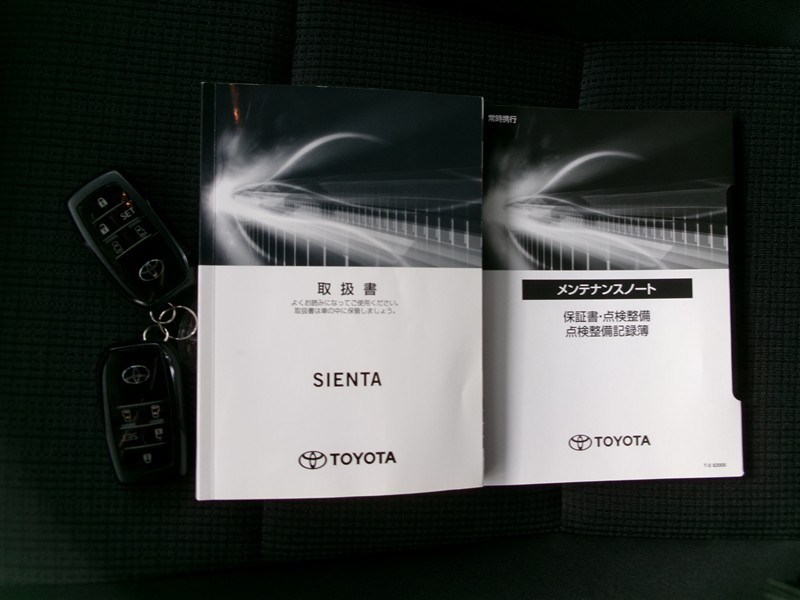 SET
取扱書
よくお読みになってご使用ください。
取扱書は車の中に保管しましょう。
SIENTA
TOYOTA
常時携行
メンテナンスノート
保証書・点検整備
点検整備記録簿
TOYOTA